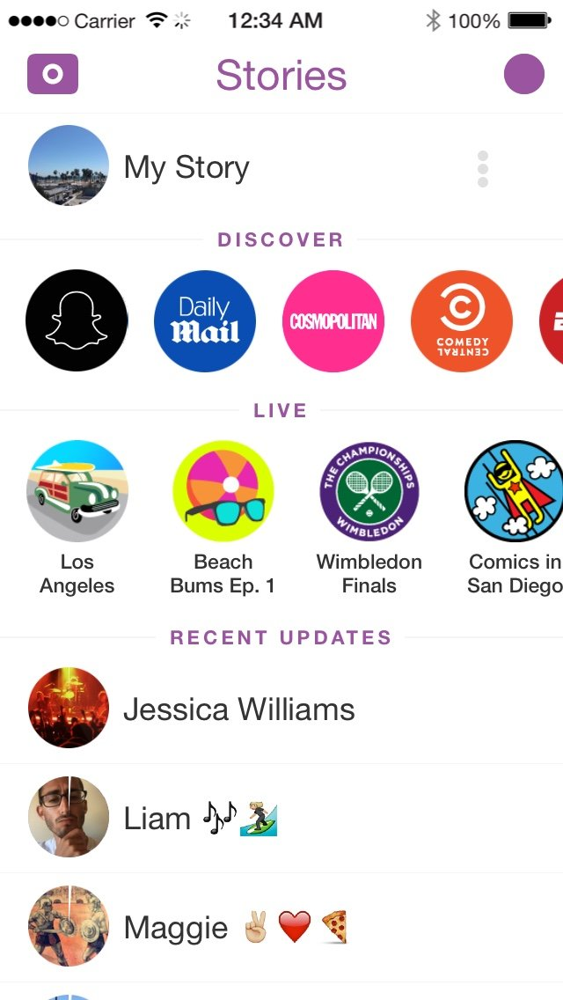 Carrier 12:34 AM 100%
Stories
My Story
DISCOVER
Daily
Mail
COSMOPOLITAN
COMEDY
CENTRAL
LIVE
THE CHAMPIONSHIPS
WIMBLEDON
Los
Angeles
Beach
Bums Ep. 1
Wimbledon
Finals
Comics in
San Diego
RECENT UPDATES
Jessica Williams
Liam 🎶🏄
Maggie ✌🏼❤️🍕